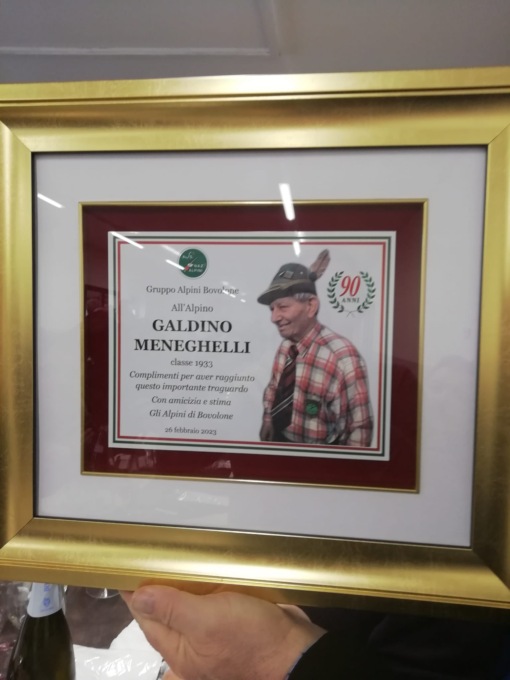 Gruppo Alpini Bovolone
All'Alpino
GALDINO
MENEGHELLI
classe 1933
Complimenti per aver raggiunto
questo importante traguardo
Con amicizia e stima
Gli Alpini di Bovolone
26 febbraio 2023
90
ANNI